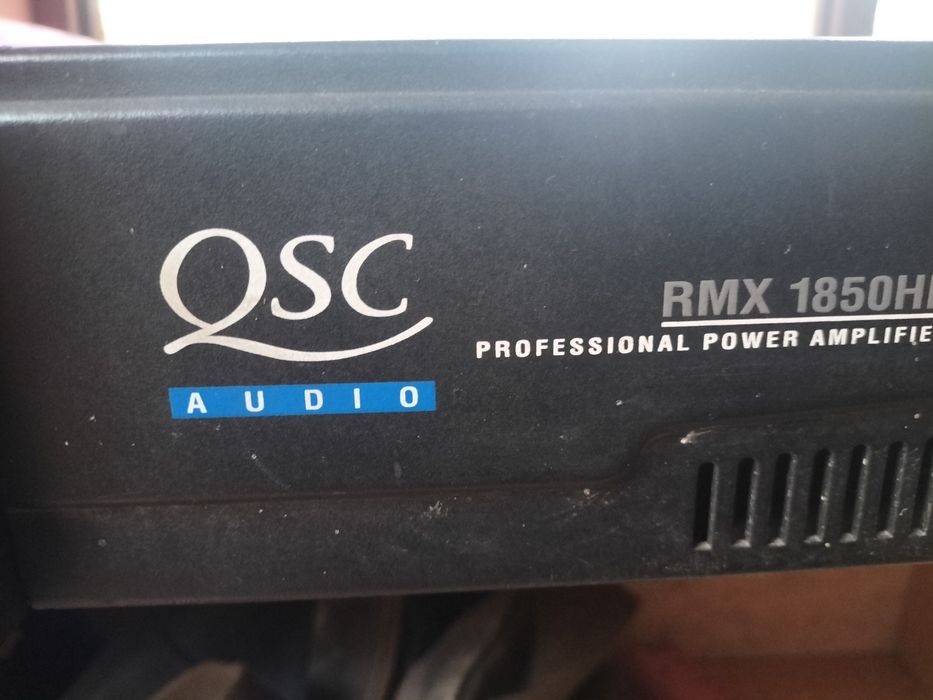 QSC
AUDIO
RMX 1850H
PROFESSIONAL POWER AMPLIFIE